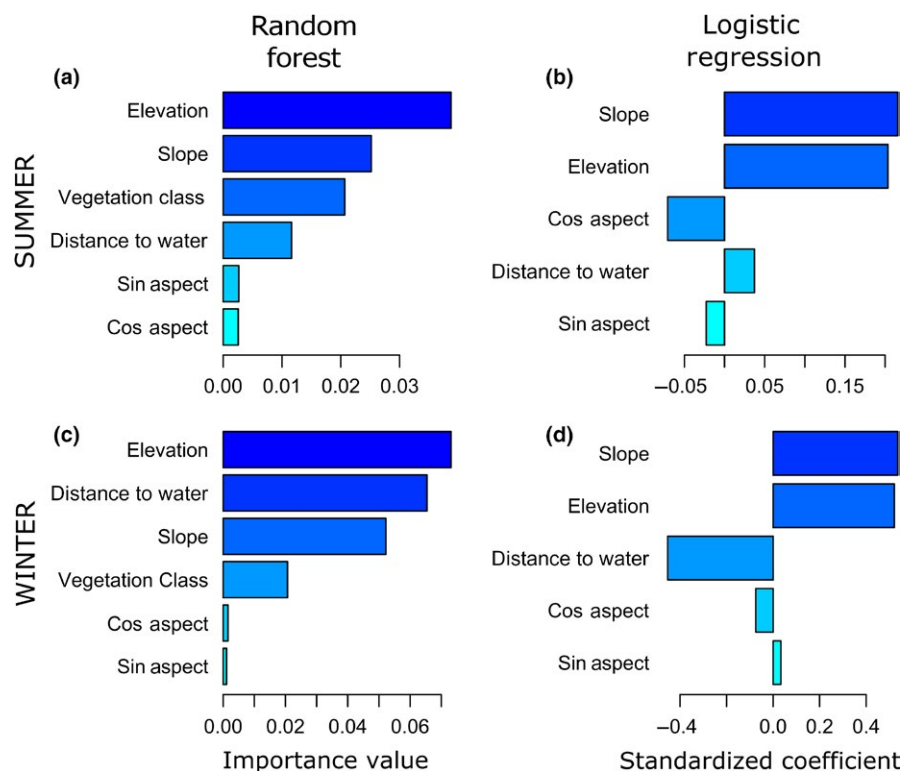 Random
forest
Logistic
regression
SUMMER
(a)
Elevation
Slope
Vegetation class
Distance to water
Sin aspect
Cos aspect
0.00 0.01 0.02 0.03
(b)
Slope
Elevation
Cos aspect
Distance to water
Sin aspect
–0.05 0.05 0.15
WINTER
(c)
Elevation
Distance to water
Slope
Vegetation Class
Cos aspect
Sin aspect
0.00 0.02 0.04 0.06
Importance value
(d)
Slope
Elevation
Distance to water
Cos aspect
Sin aspect
–0.4 0.0 0.2 0.4
Standardized coefficient